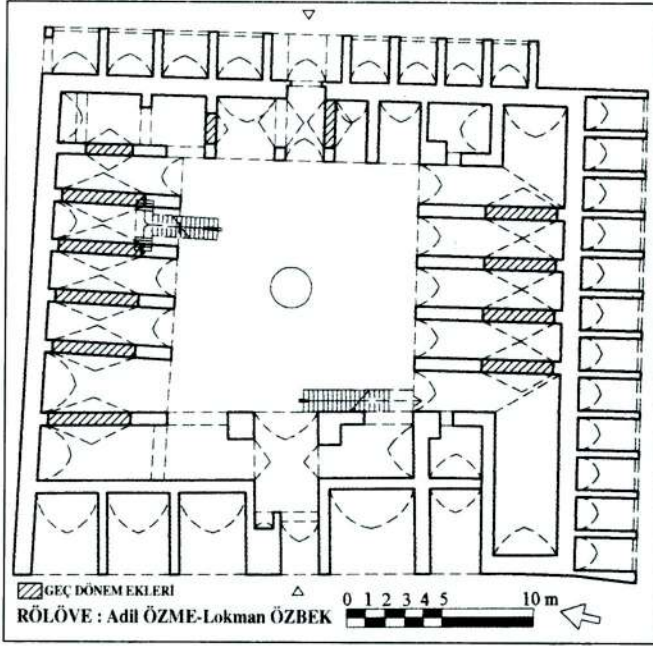 GEÇ DÖNEM EKLERİ
0 1 2 3 4 5 10 m
RÖLÖVE : Adil ÖZME-Lokman ÖZBEK